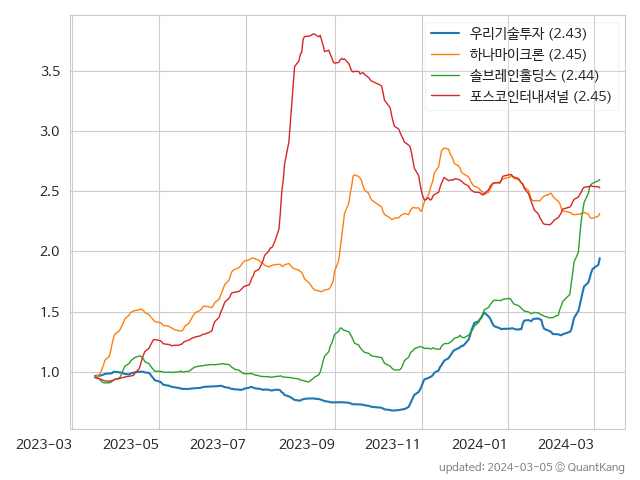 우리기술투자 (2.43)
하나마이크론 (2.45)
솔브레인홀딩스 (2.44)
포스코인터내셔널 (2.45)
3.5
3.0
2.5
2.0
1.5
1.0
2023-03 2023-05 2023-07 2023-09 2023-11 2024-01 2024-03
updated: 2024-03-05 © QuantKang